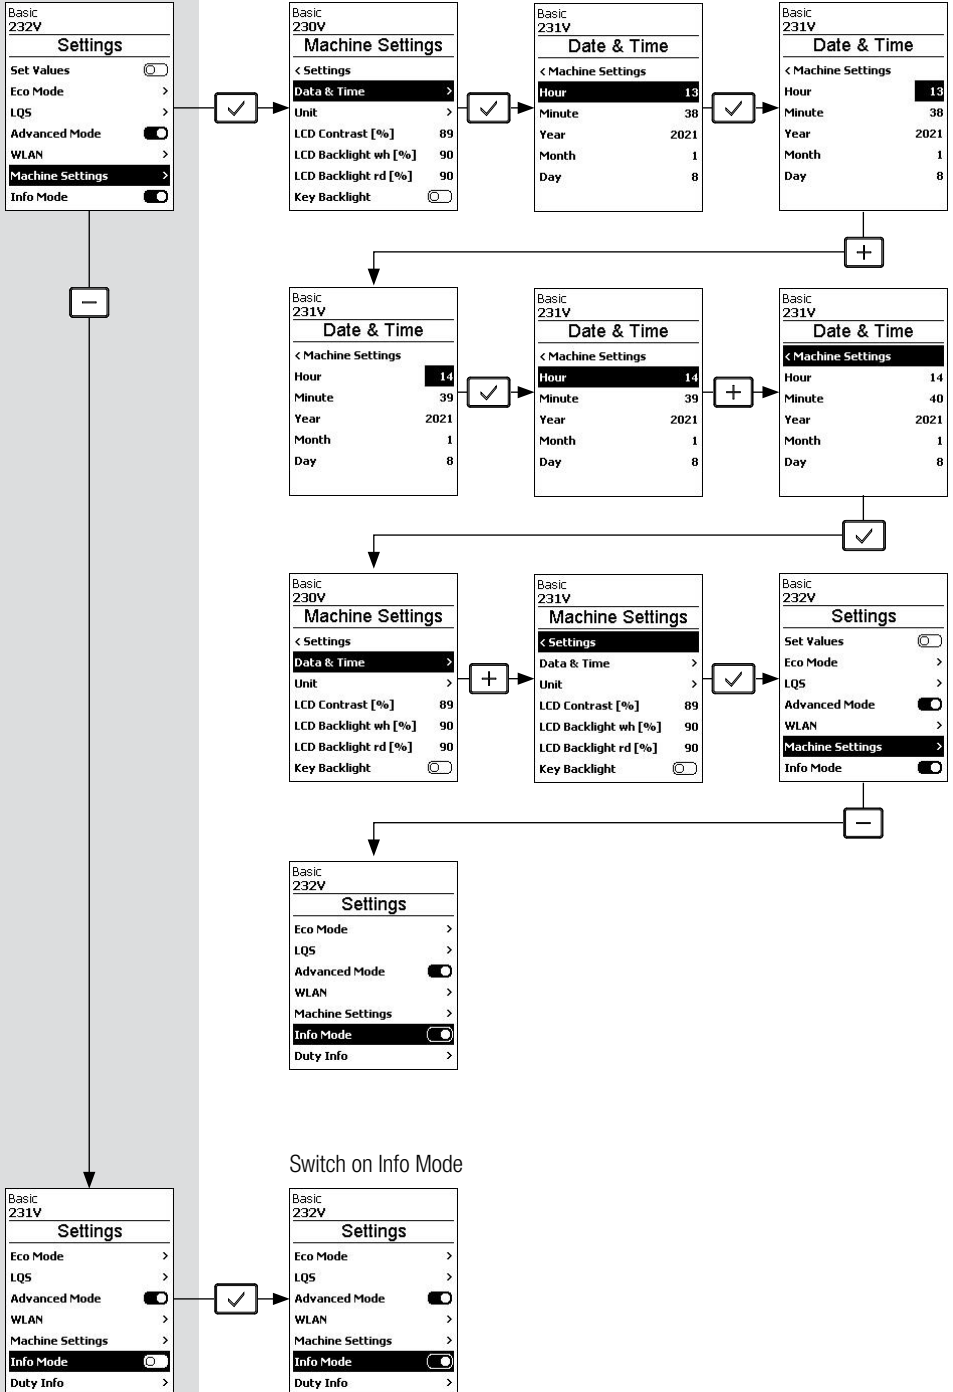 Basic
232V
Settings
Set Values
Eco Mode >
LQS >
Advanced Mode
WLAN >
Machine Settings >
Info Mode
Basic
230V
Machine Settings
< Settings
Data & Time >
Unit >
LCD Contrast [%] 89
LCD Backlight wh [%] 90
LCD Backlight rd [%] 90
Key Backlight
Basic
231V
Date & Time
< Machine Settings
Hour 13
Minute 38
Year 2021
Month 1
Day 8
Basic
231V
Date & Time
< Machine Settings
Hour 13
Minute 38
Year 2021
Month 1
Day 8
+
−
Basic
231V
Date & Time
< Machine Settings
Hour 14
Minute 39
Year 2021
Month 1
Day 8
Basic
231V
Date & Time
< Machine Settings
Hour 14
Minute 39
Year 2021
Month 1
Day 8
+
Basic
231V
Date & Time
< Machine Settings
Hour 14
Minute 40
Year 2021
Month 1
Day 8
Basic
230V
Machine Settings
< Settings
Data & Time >
Unit >
LCD Contrast [%] 89
LCD Backlight wh [%] 90
LCD Backlight rd [%] 90
Key Backlight
+
Basic
231V
Machine Settings
< Settings
Data & Time >
Unit >
LCD Contrast [%] 89
LCD Backlight wh [%] 90
LCD Backlight rd [%] 90
Key Backlight
Basic
232V
Settings
Set Values
Eco Mode >
LQS >
Advanced Mode
WLAN >
Machine Settings >
Info Mode
−
Basic
232V
Settings
Eco Mode >
LQS >
Advanced Mode
WLAN >
Machine Settings >
Info Mode
Duty Info >
Switch on Info Mode
Basic
231V
Settings
Eco Mode >
LQS >
Advanced Mode
WLAN >
Machine Settings >
Info Mode
Duty Info >
Basic
232V
Settings
Eco Mode >
LQS >
Advanced Mode
WLAN >
Machine Settings >
Info Mode
Duty Info >